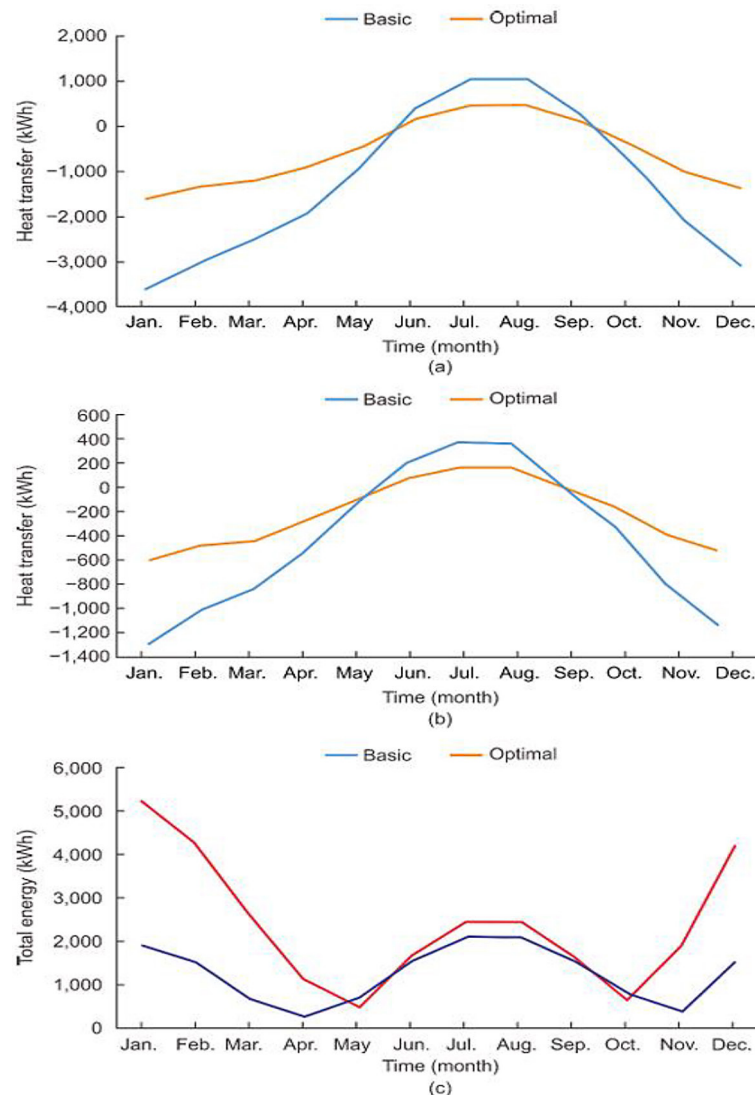 Basic Optimal
2,000
1,000
0
−1,000
−2,000
−3,000
−4,000
Heat transfer (kWh)
Jan. Feb. Mar. Apr. May Jun. Jul. Aug. Sep. Oct. Nov. Dec.
Time (month)
(a)
Basic Optimal
600
400
200
0
−200
−400
−600
−800
−1,000
−1,200
−1,400
Heat transfer (kWh)
Jan. Feb. Mar. Apr. May Jun. Jul. Aug. Sep. Oct. Nov. Dec.
Time (month)
(b)
Basic Optimal
6,000
5,000
4,000
3,000
2,000
1,000
0
Total energy (kWh)
Jan. Feb. Mar. Apr. May Jun. Jul. Aug. Sep. Oct. Nov. Dec.
Time (month)
(c)